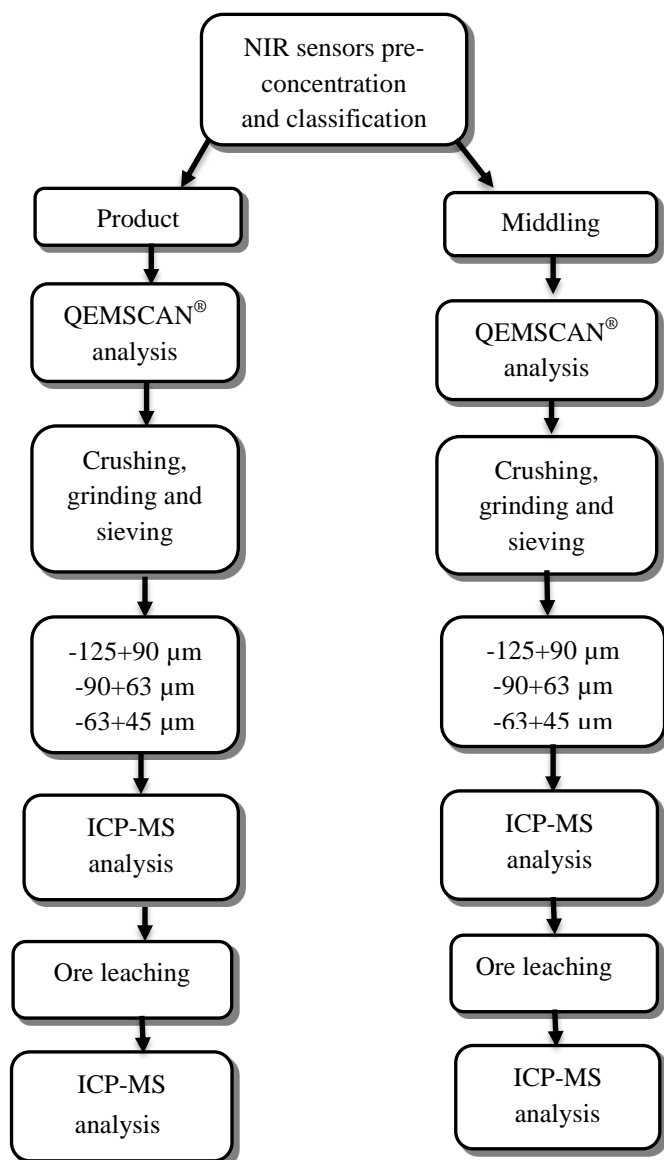 NIR sensors pre-
concentration
and classification
Product
QEMSCAN®
analysis
Crushing,
grinding and
sieving
-125+90 µm
-90+63 µm
-63+45 µm
ICP-MS
analysis
Ore leaching
ICP-MS
analysis
Middling
QEMSCAN®
analysis
Crushing,
grinding and
sieving
-125+90 µm
-90+63 µm
-63+45 µm
ICP-MS
analysis
Ore leaching
ICP-MS
analysis